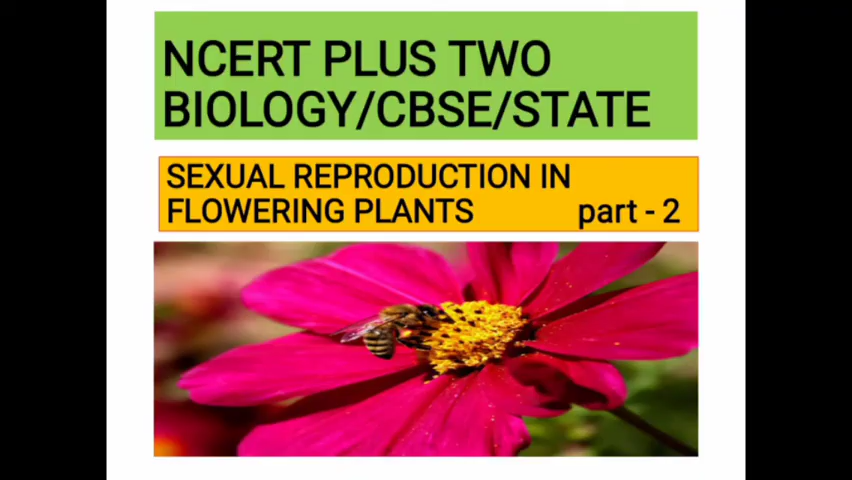 NCERT PLUS TWO
BIOLOGY/CBSE/STATE
SEXUAL REPRODUCTION IN
FLOWERING PLANTS part - 2